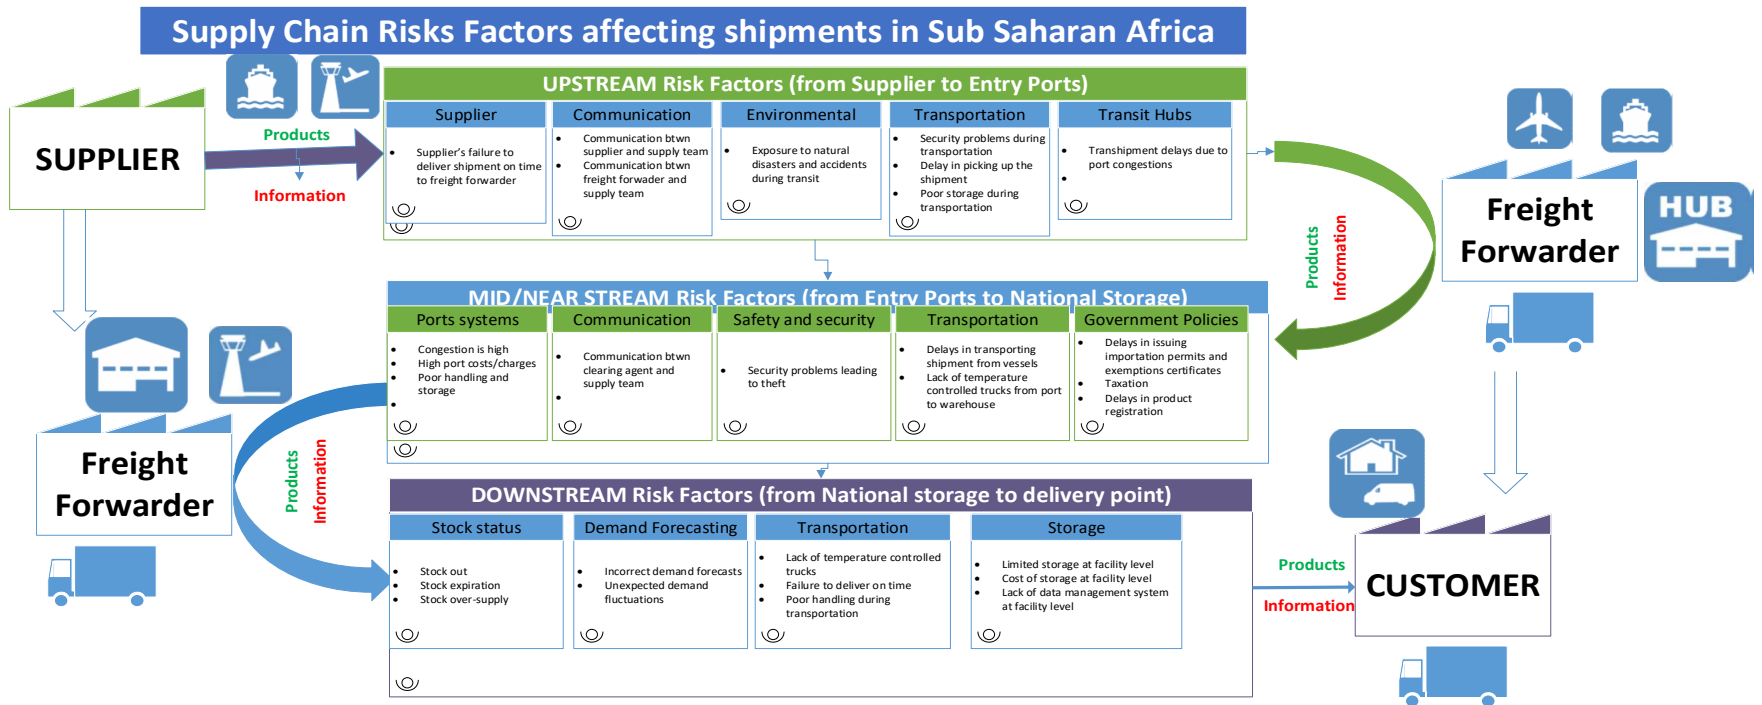 Supply Chain Risks Factors affecting shipments in Sub Saharan Africa
UPSTREAM Risk Factors (from Supplier to Entry Ports)
Supplier
• Supplier's failure to
deliver shipment on time
to freight forwarder
Communication
• Communication btwn
supplier and supply team
• Communication btwn
freight forwader and
supply team
Environmental
• Exposure to natural
disasters and accidents
during transit
Transportation
• Security problems during
transportation
• Delay in picking up the
shipment
• Poor storage during
transportation
Transit Hubs
• Transhipment delays due to
port congestions
•
SUPPLIER
Products
Information
Freight
Forwarder
HUB
Products
Information
MID/NEAR STREAM Risk Factors (from Entry Ports to National Storage)
Ports systems
• Congestion is high
• High port costs/charges
• Poor handling and
storage
•
Communication
• Communication btwn
clearing agent and
supply team
•
Safety and security
• Security problems leading
to theft
Transportation
• Delays in transporting
shipment from vessels
• Lack of temperature
controlled trucks from port
to warehouse
Government Policies
• Delays in issuing
importation permits and
exemptions certificates
• Taxation
• Delays in product
registration
Freight
Forwarder
Products
Information
DOWNSTREAM Risk Factors (from National storage to delivery point)
Stock status
• Stock out
• Stock expiration
• Stock over-supply
Demand Forecasting
• Incorrect demand forecasts
• Unexpected demand
fluctuations
Transportation
• Lack of temperature controlled
trucks
• Failure to deliver on time
• Poor handling during
transportation
Storage
• Limited storage at facility level
• Cost of storage at facility level
• Lack of data management system
at facility level
Products
Information
CUSTOMER